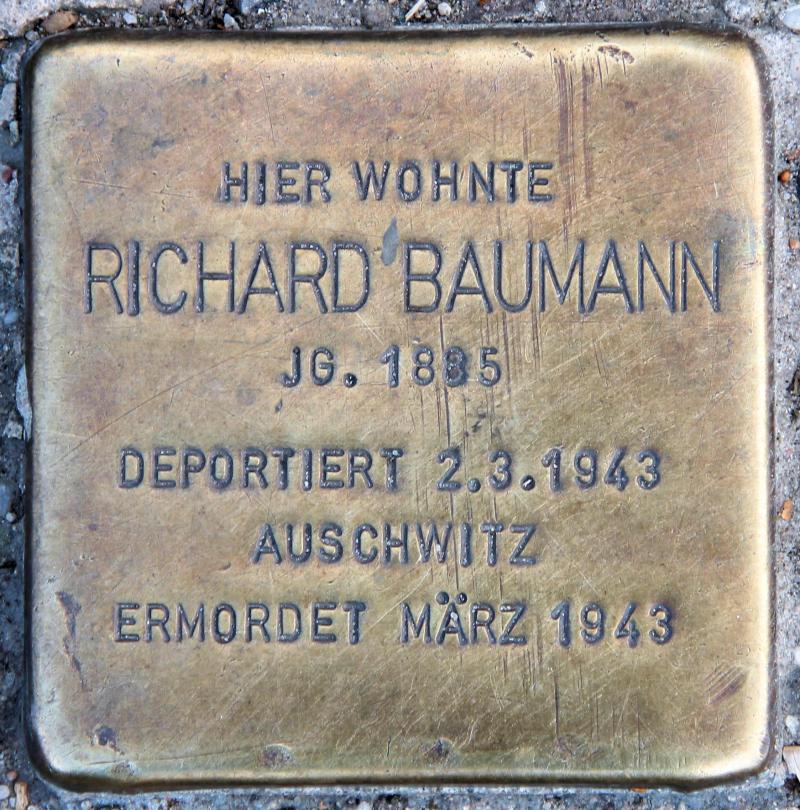 HIER WOHNTE
RICHARD BAUMANN
JG. 1885
DEPORTIERT 2.3.1943
AUSCHWITZ
ERMORDET MÄRZ 1943